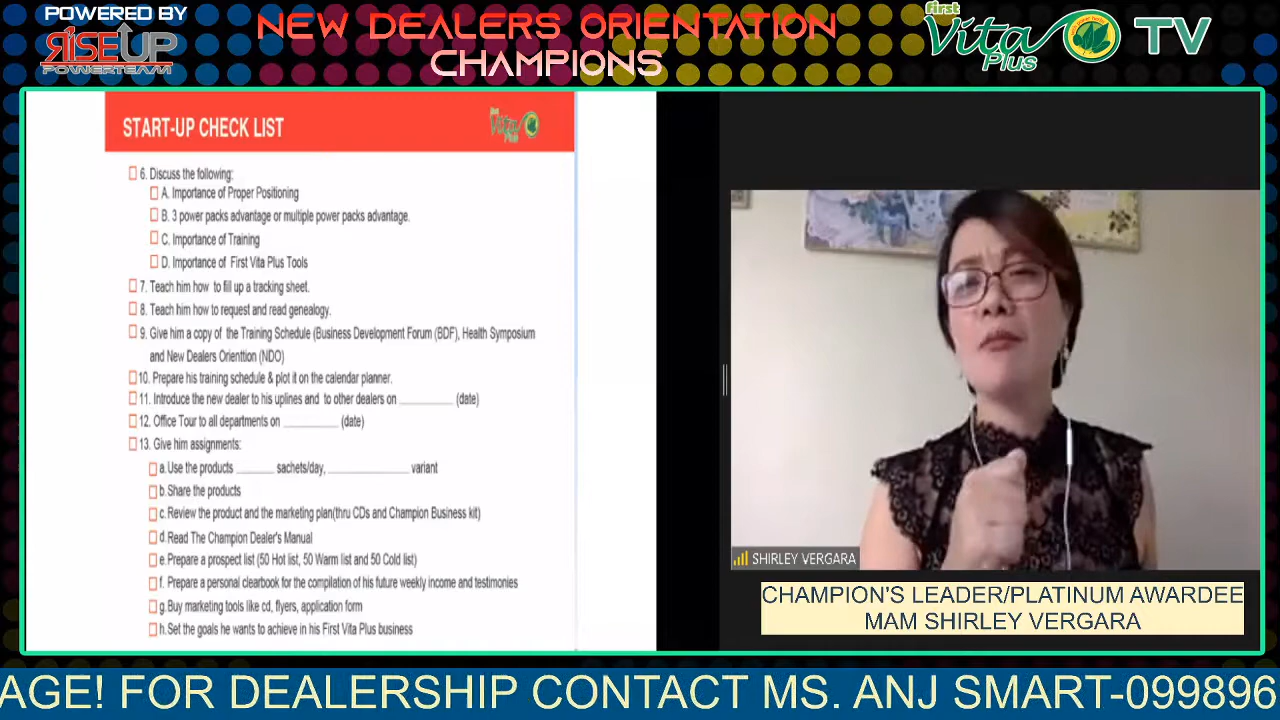 POWERED BY
RISEUP
POWERTEAM
NEW DEALERS ORIENTATION
CHAMPIONS
first
Vita
Plus
TV
START-UP CHECK LIST
first
Vita
Plus
6. Discuss the following:
A. Importance of Proper Positioning
B. 3 power packs advantage or multiple power packs advantage.
C. Importance of Training
D. Importance of First Vita Plus Tools
7. Teach him how to fill up a tracking sheet.
8. Teach him how to request and read genealogy.
9. Give him a copy of the Training Schedule (Business Development Forum (BDF), Health Symposium
and New Dealers Orienttion (NDO)
10. Prepare his training schedule & plot it on the calendar planner.
11. Introduce the new dealer to his uplines and to other dealers on __________ (date)
12. Office Tour to all departments on __________ (date)
13. Give him assignments:
a. Use the products _______ sachets/day, _______________ variant
b. Share the products
c. Review the product and the marketing plan(thru CDs and Champion Business kit)
d. Read The Champion Dealer's Manual
e. Prepare a prospect list (50 Hot list, 50 Warm list and 50 Cold list)
f. Prepare a personal clearbook for the compilation of his future weekly income and testimonies
g. Buy marketing tools like cd, flyers, application form
h. Set the goals he wants to achieve in his First Vita Plus business
SHIRLEY VERGARA
CHAMPION'S LEADER/PLATINUM AWARDEE
MAM SHIRLEY VERGARA
AGE! FOR DEALERSHIP CONTACT MS. ANJ SMART-099896